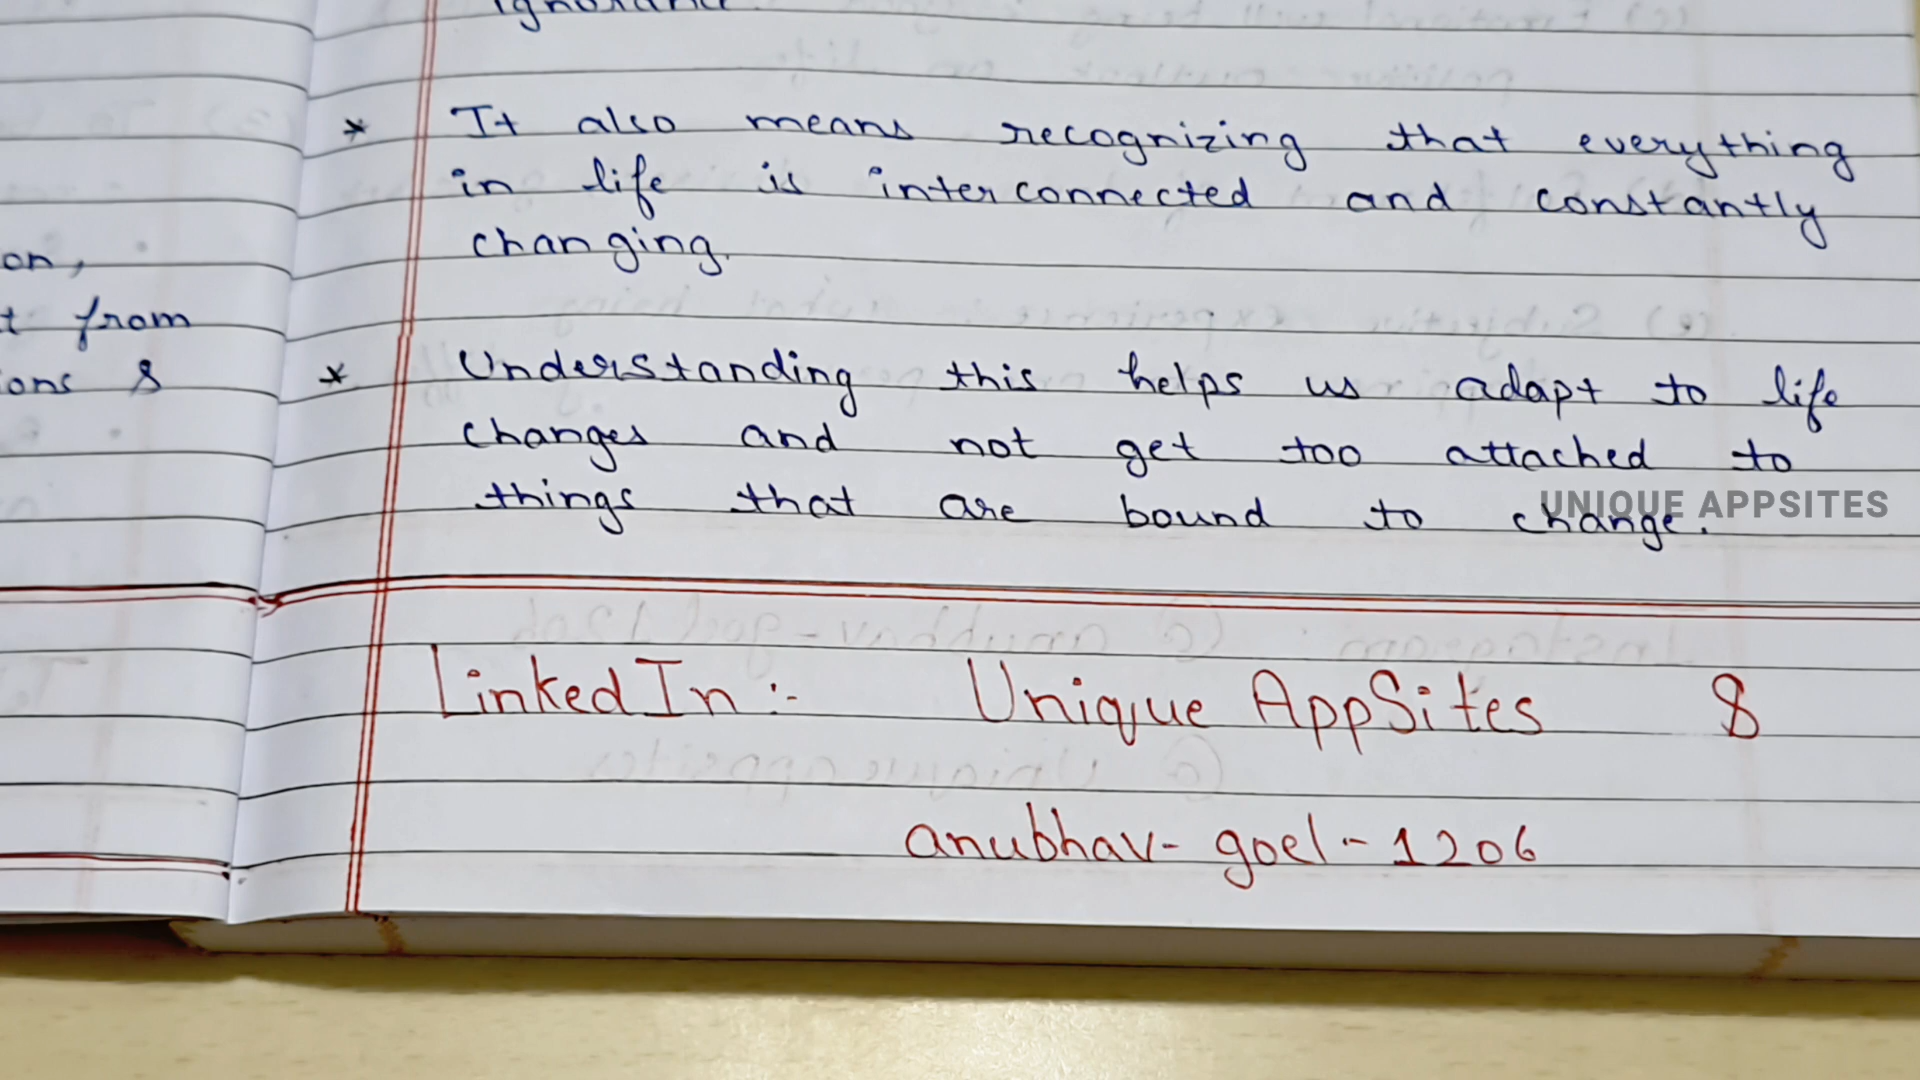 ignorance.
* It also means recognizing that everything
in life is interconnected and constantly
changing.
on,
t from
ions &
* Understanding this helps us adapt to life
changes and not get too attached to
things that are bound to change.
UNIQUE APPSITES
LinkedIn :- Unique AppSites &
anubhav-goel-1206